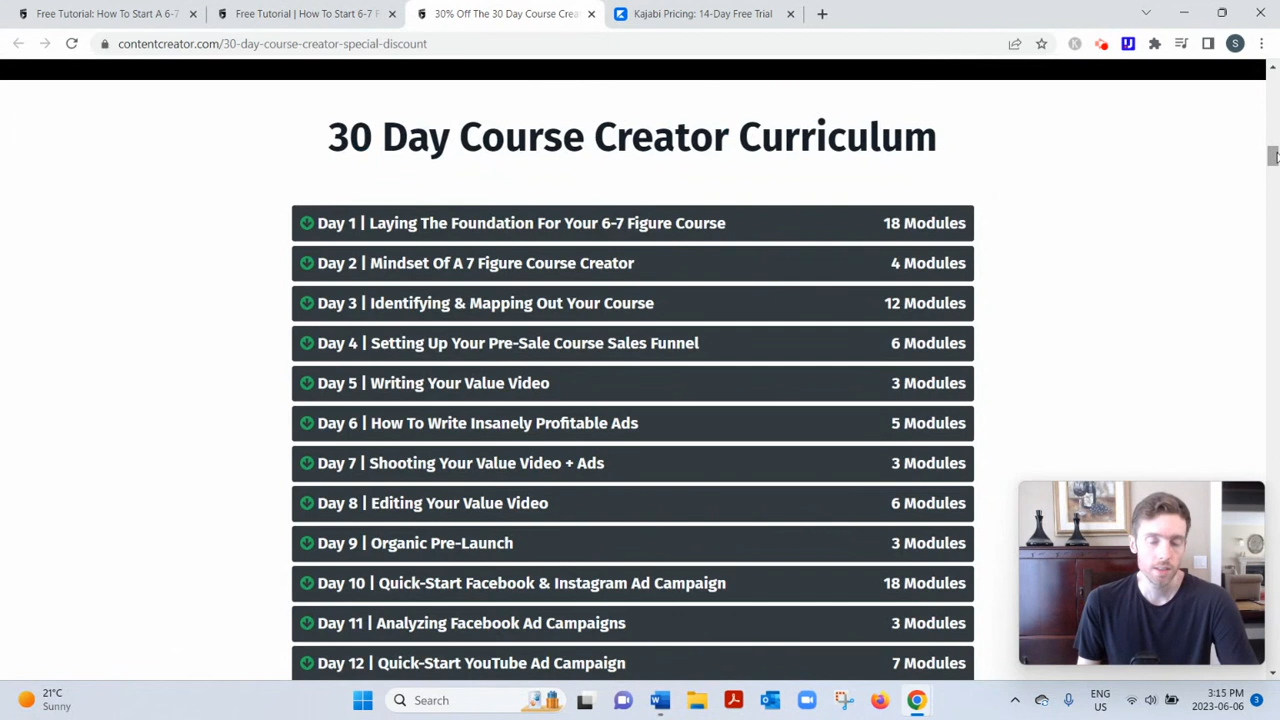 Free Tutorial: How To Start A 6-7
Free Tutorial | How To Start 6-7 F
30% Off The 30 Day Course Crea
Kajabi Pricing: 14-Day Free Trial
contentcreator.com/30-day-course-creator-special-discount
S
30 Day Course Creator Curriculum
Day 1 | Laying The Foundation For Your 6-7 Figure Course 18 Modules
Day 2 | Mindset Of A 7 Figure Course Creator 4 Modules
Day 3 | Identifying & Mapping Out Your Course 12 Modules
Day 4 | Setting Up Your Pre-Sale Course Sales Funnel 6 Modules
Day 5 | Writing Your Value Video 3 Modules
Day 6 | How To Write Insanely Profitable Ads 5 Modules
Day 7 | Shooting Your Value Video + Ads 3 Modules
Day 8 | Editing Your Value Video 6 Modules
Day 9 | Organic Pre-Launch 3 Modules
Day 10 | Quick-Start Facebook & Instagram Ad Campaign 18 Modules
Day 11 | Analyzing Facebook Ad Campaigns 3 Modules
Day 12 | Quick-Start YouTube Ad Campaign 7 Modules
21°C
Sunny
Search
ENG
US
3:15 PM
2023-06-06
3